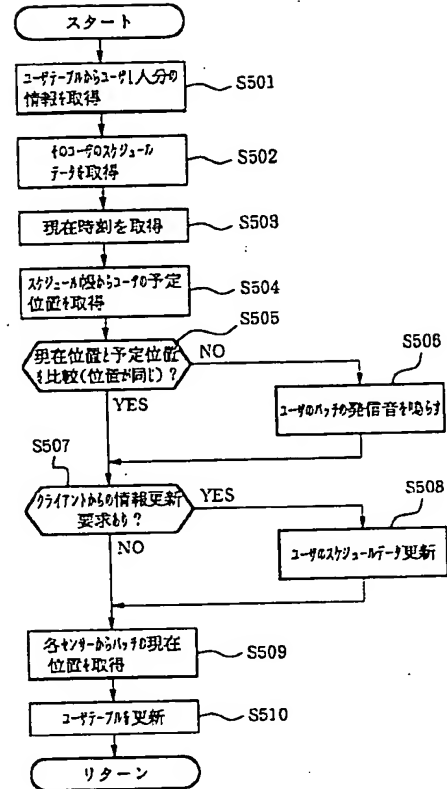 スタート
ユーザテーブルからユーザ1人分の
情報を取得
S501
そのユーザのスケジュール
データを取得
S502
現在時刻を取得
S503
スケジュール
からユーザの予定
位置を取得
S504
S505
現在位置と予定位置
を比較(位置が同じ)?
NO
YES
S506
ユーザのバッチの発信音を鳴らす
S507
クライアントからの情報更新
要求あり?
YES
NO
S508
ユーザのスケジュールデータ更新
各センサーからバッチの現在
位置を取得
S509
ユーザテーブルを更新
S510
リターン